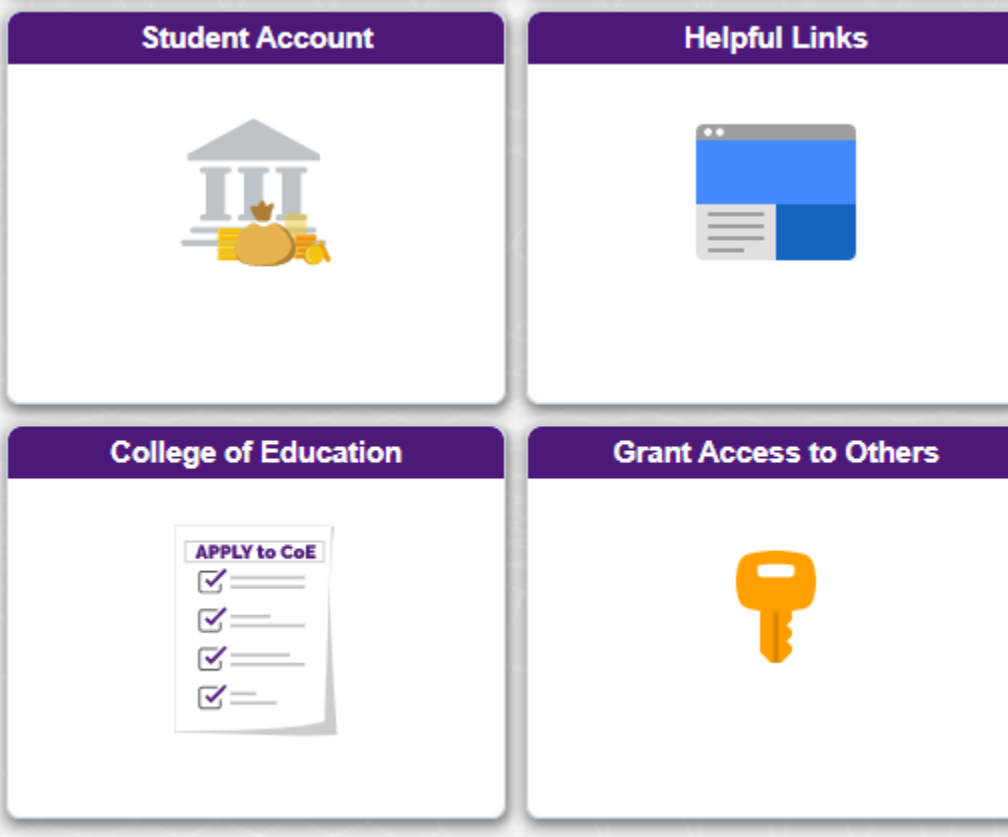 Student Account
Helpful Links
College of Education
Grant Access to Others
APPLY to CoE